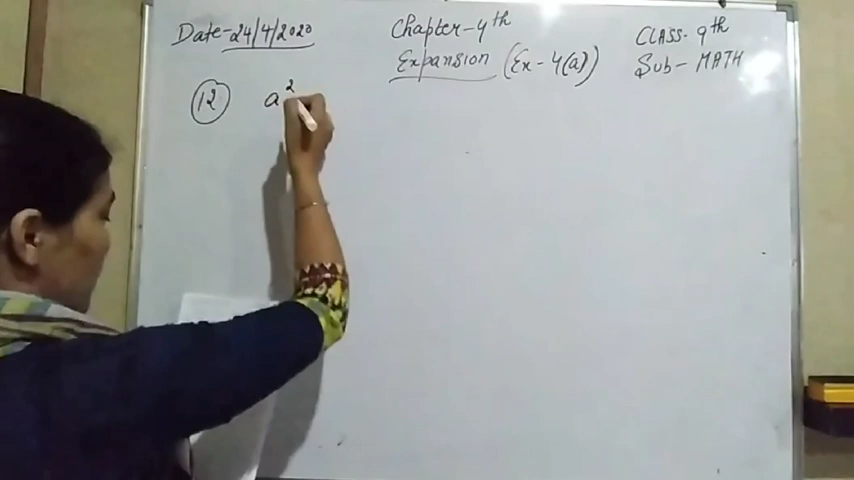 Date-24/4/2020 Chapter-4th CLASS-9th
Expansion (Ex-4(a)) Sub-MATH
12 a²